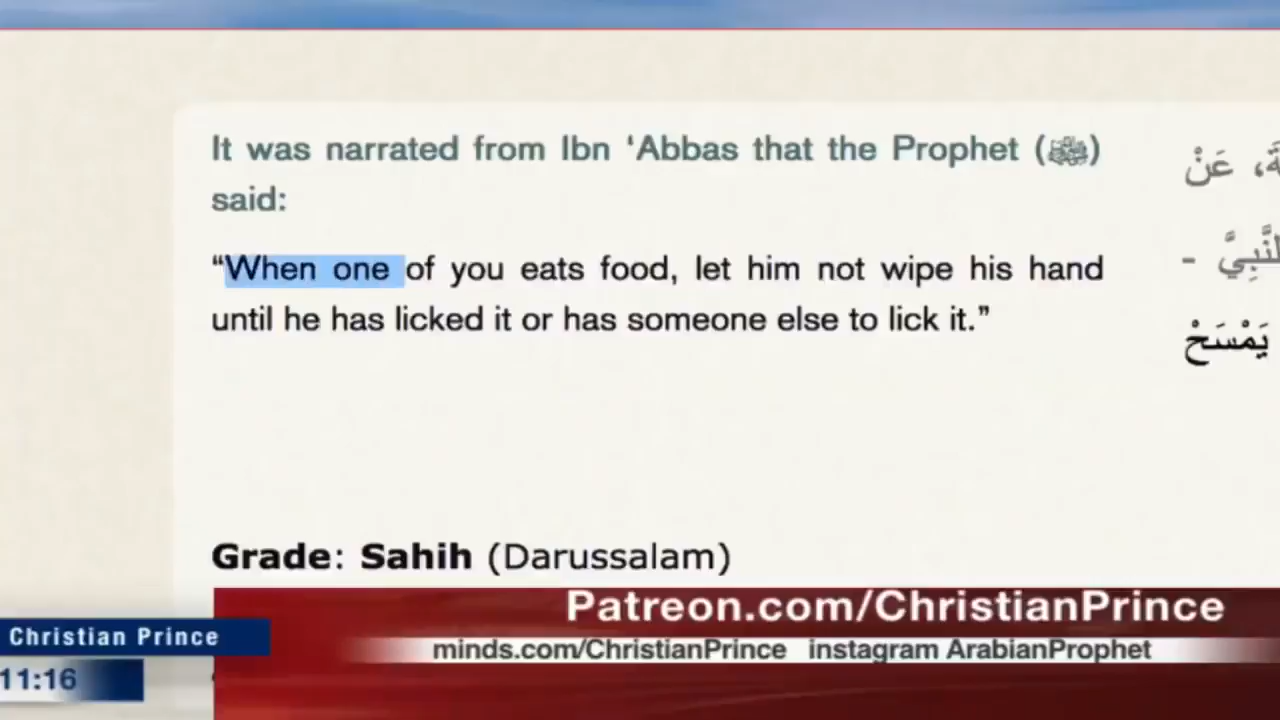 It was narrated from Ibn ‘Abbas that the Prophet (ﷺ)
said:
“When one of you eats food, let him not wipe his hand
until he has licked it or has someone else to lick it.”
عَنْ
يَمْسَحْ
Grade: Sahih (Darussalam)
Patreon.com/ChristianPrince
Christian Prince
minds.com/ChristianPrince instagram ArabianProphet
11:16